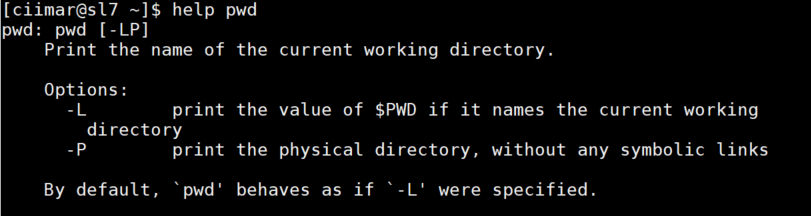 [ciimar@sl7 ~]$ help pwd
pwd: pwd [-LP]
    Print the name of the current working directory.

    Options:
      -L        print the value of $PWD if it names the current working
        directory
      -P        print the physical directory, without any symbolic links

    By default, `pwd' behaves as if `-L' were specified.